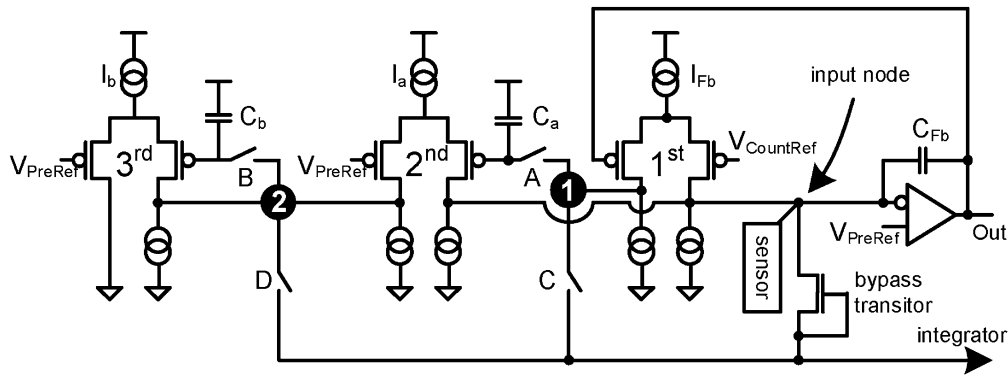 I_b
I_a
I_Fb
input node
C_b
C_a
C_Fb
V_PreRef
3rd
B
V_PreRef
2nd
A
1st
V_CountRef
1
2
V_PreRef
Out
sensor
D
C
bypass
transitor
integrator